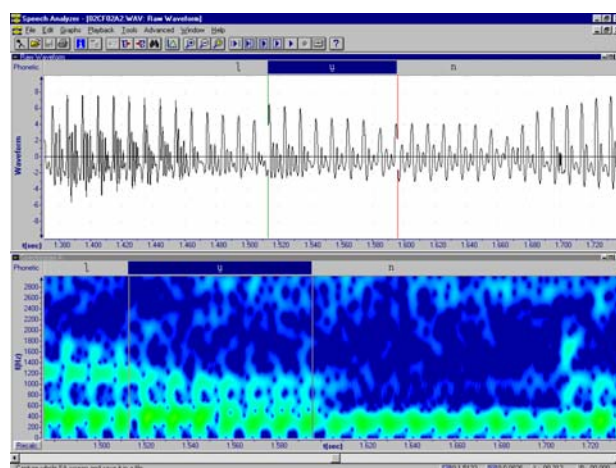 Speech Analyzer - [02CF02A2.WAV: Raw Waveform]
File Edit Graphs Playback Tools Advanced Window Help
Raw Waveform
Phonetic l u n
Waveform
8
6
4
2
0
-2
-4
-6
-8
t(sec) 1.300 1.400 1.420 1.440 1.460 1.480 1.500 1.520 1.540 1.560 1.580 1.600 1.620 1.640 1.660 1.680 1.700 1.720
Phonetic l u n
f(Hz)
2800
2600
2400
2200
2000
1800
1600
1400
1200
1000
800
600
400
200
0
Recalc 1.500 1.520 1.540 1.560 1.580 t(sec) 1.620 1.640 1.660 1.680 1.700 1.720